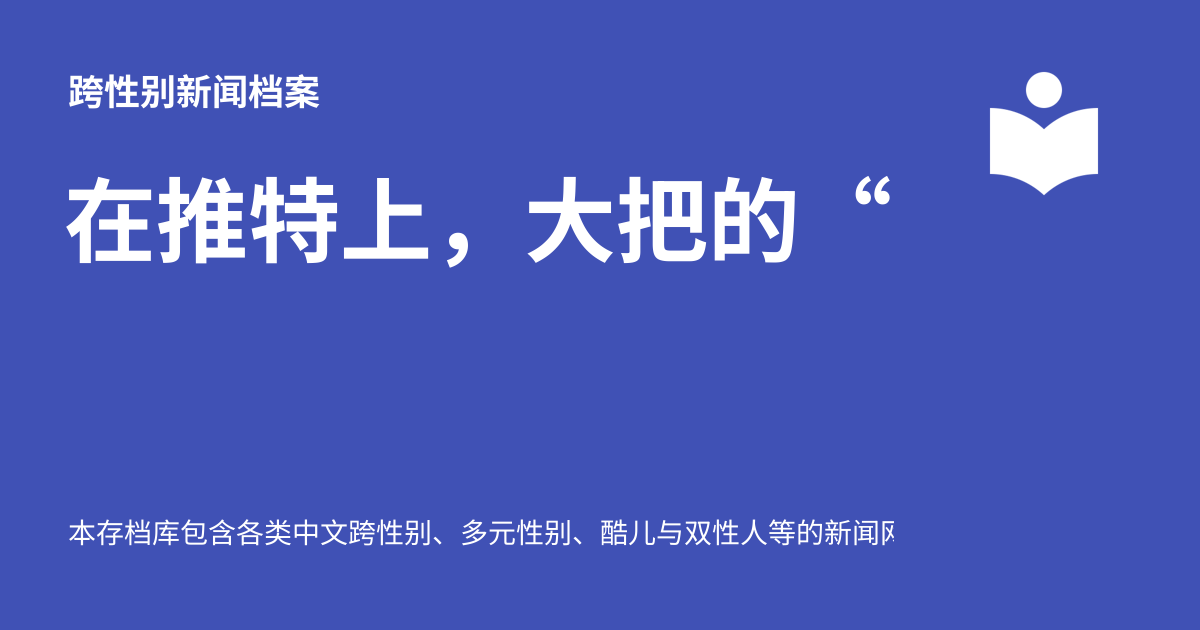 跨性别新闻档案
在推特上，大把的“
本存档库包含各类中文跨性别、多元性别、酷儿与双性人等的新闻